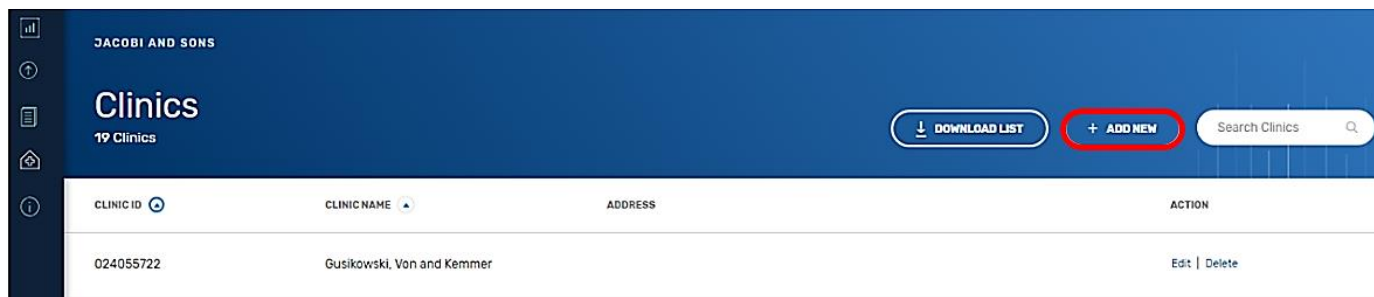 JACOBI AND SONS
Clinics
19 Clinics
DOWNLOAD LIST
+ ADD NEW
Search Clinics
CLINIC ID CLINIC NAME ADDRESS ACTION
024055722 Gusikowski, Von and Kemmer Edit | Delete